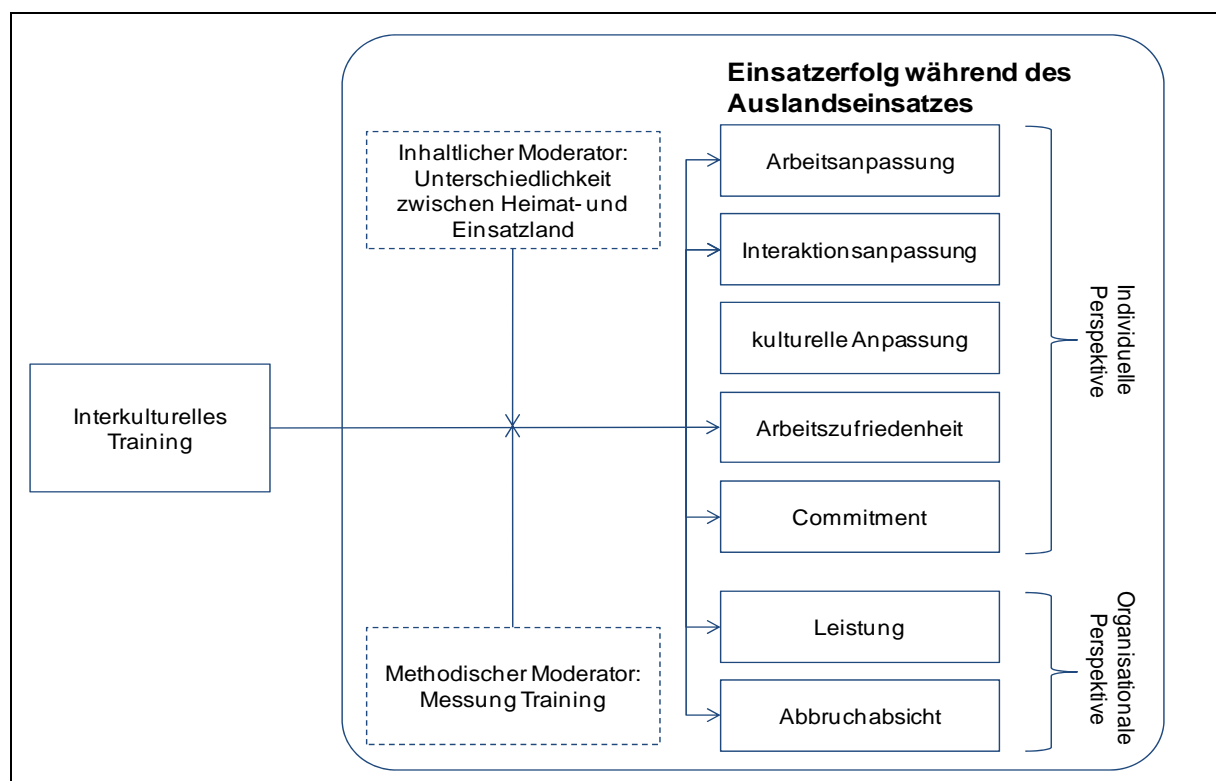 Einsatzerfolg während des
Auslandseinsatzes
Inhaltlicher Moderator:
Unterschiedlichkeit
zwischen Heimat- und
Einsatzland
Arbeitsanpassung
Interaktionsanpassung
kulturelle Anpassung
Individuelle
Perspektive
Interkulturelles
Training
Arbeitszufriedenheit
Commitment
Methodischer Moderator:
Messung Training
Leistung
Abbruchabsicht
Organisationale
Perspektive